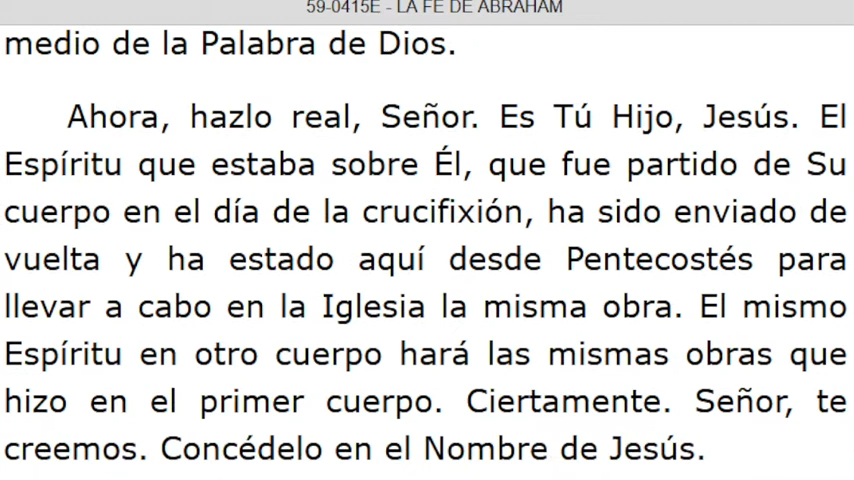 59-0415E - LA FE DE ABRAHAM
medio de la Palabra de Dios.
Ahora, hazlo real, Señor. Es Tú Hijo, Jesús. El
Espíritu que estaba sobre Él, que fue partido de Su
cuerpo en el día de la crucifixión, ha sido enviado de
vuelta y ha estado aquí desde Pentecostés para
llevar a cabo en la Iglesia la misma obra. El mismo
Espíritu en otro cuerpo hará las mismas obras que
hizo en el primer cuerpo. Ciertamente. Señor, te
creemos. Concédelo en el Nombre de Jesús.